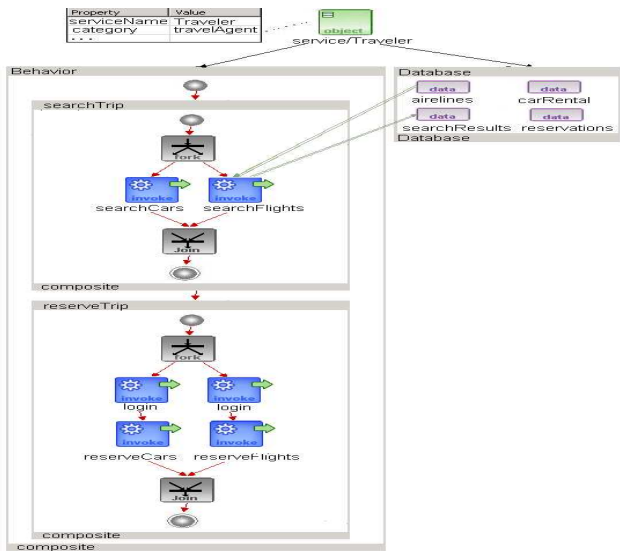 Property Value
serviceName Traveler
category travelAgent
...
object
service/Traveler
Behavior
Database
searchTrip
data data
airelines carRental
data data
searchResults reservations
Database
fork
invoke invoke
searchCars searchFlights
Join
composite
reserveTrip
fork
invoke invoke
login login
invoke invoke
reserveCars reserveFlights
Join
composite
composite